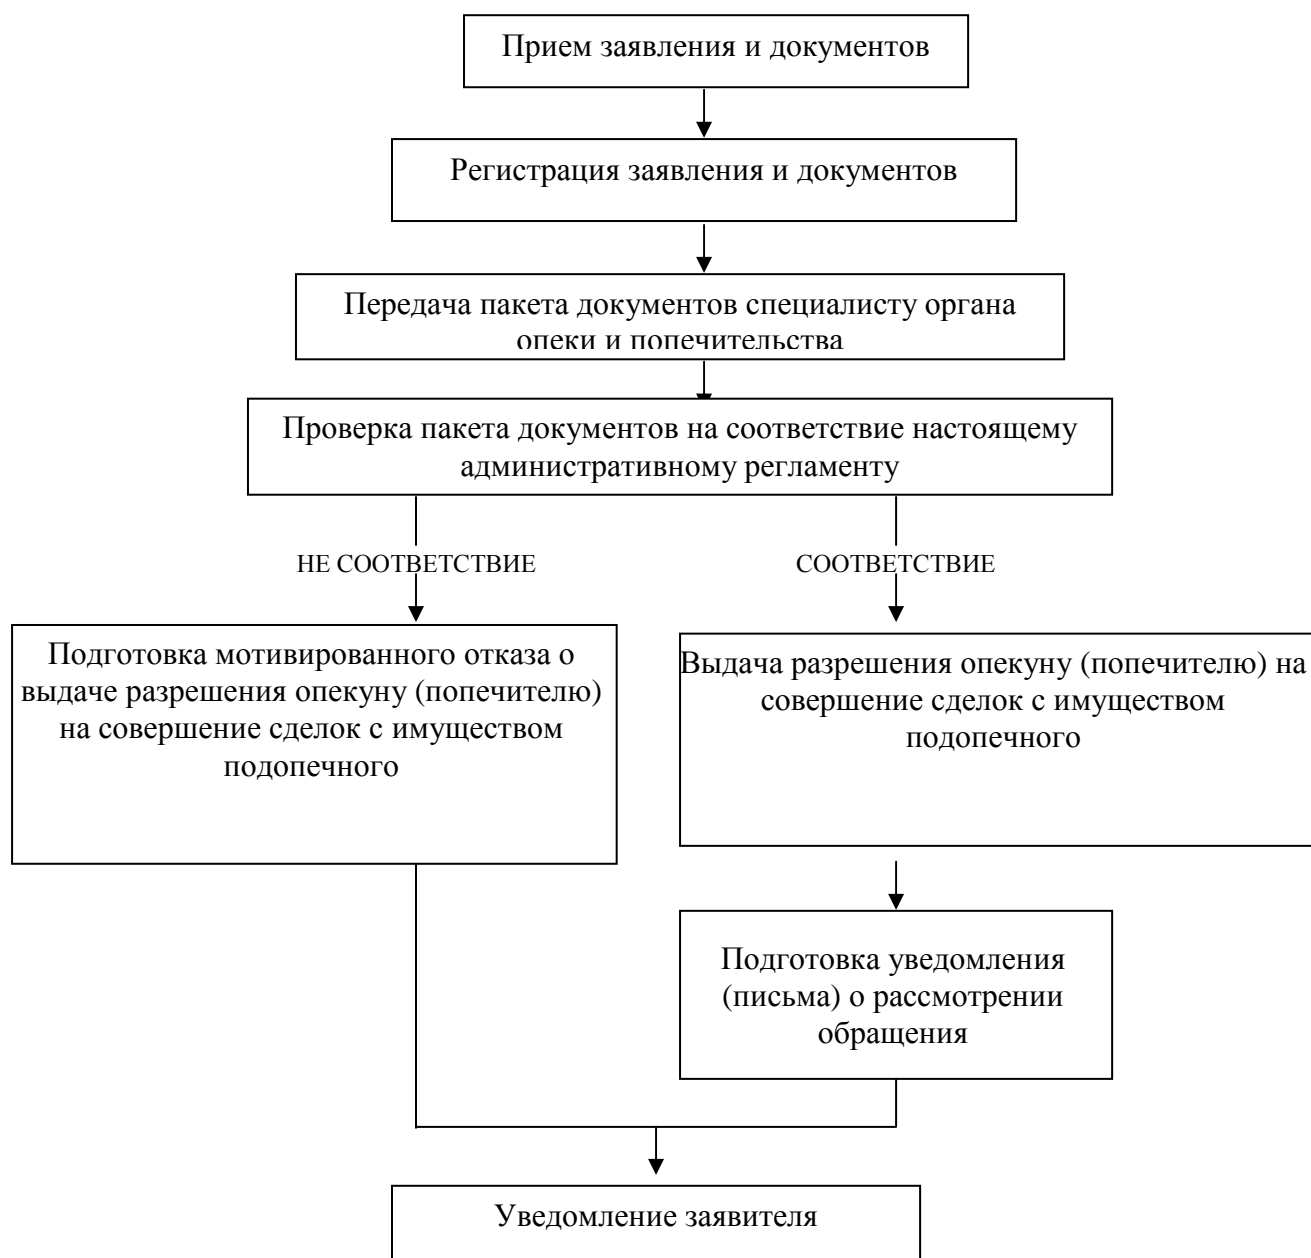 Прием заявления и документов
Регистрация заявления и документов
Передача пакета документов специалисту органа
опеки и попечительства
Проверка пакета документов на соответствие настоящему
административному регламенту
НЕ СООТВЕТСТВИЕ
СООТВЕТСТВИЕ
Подготовка мотивированного отказа о
выдаче разрешения опекуну (попечителю)
на совершение сделок с имуществом
подопечного
Выдача разрешения опекуну (попечителю) на
совершение сделок с имуществом
подопечного
Подготовка уведомления
(письма) о рассмотрении
обращения
Уведомление заявителя